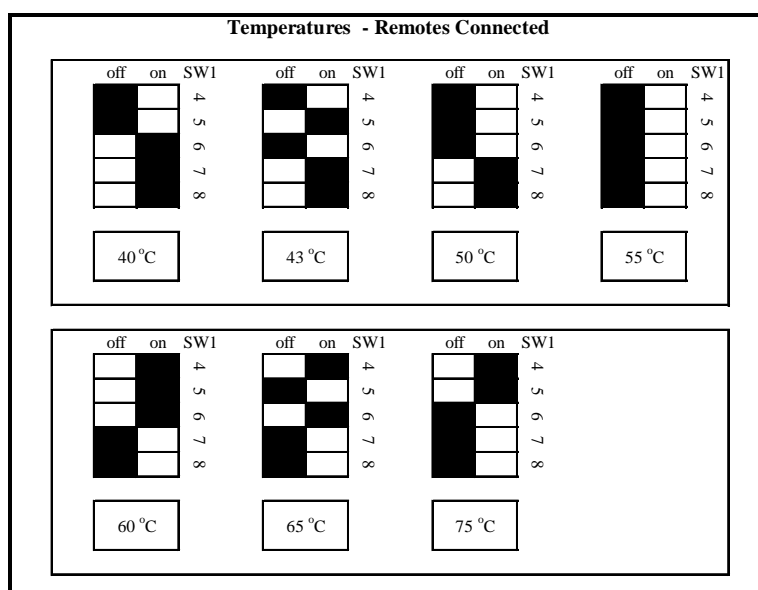 Temperatures - Remotes Connected
off on SW1 off on SW1 off on SW1 off on SW1
4 4 4 4
5 5 5 5
6 6 6 6
7 7 7 7
8 8 8 8
40 °C 43 °C 50 °C 55 °C
off on SW1 off on SW1 off on SW1
4 4 4
5 5 5
6 6 6
7 7 7
8 8 8
60 °C 65 °C 75 °C